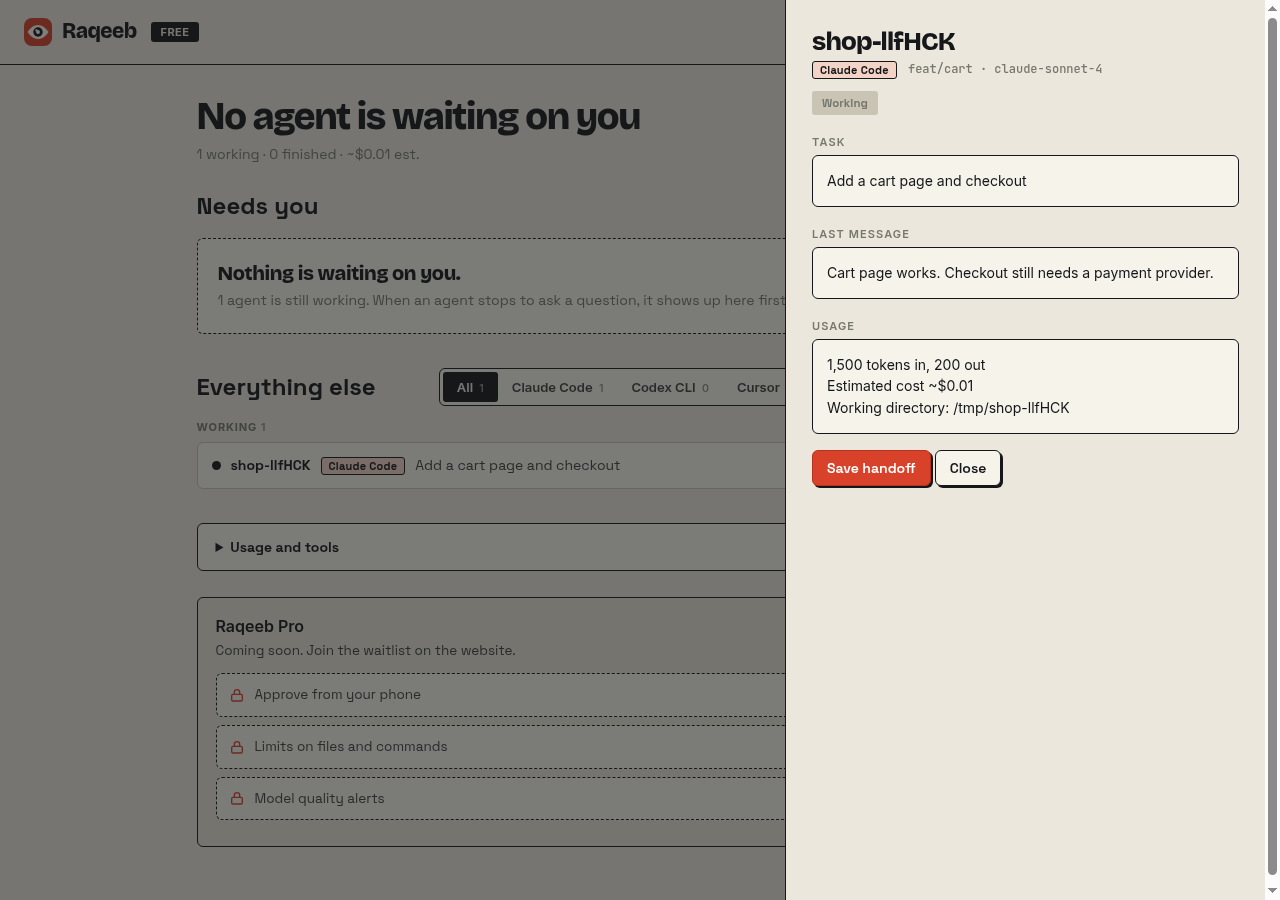 Raqeeb FREE
No agent is waiting on you
1 working · 0 finished · ~$0.01 est.
Needs you
Nothing is waiting on you.
1 agent is still working. When an agent stops to ask a question, it shows up here first
Everything else
All 1 Claude Code 1 Codex CLI 0 Cursor
WORKING 1
shop-IlfHCK Claude Code Add a cart page and checkout
Usage and tools
Raqeeb Pro
Coming soon. Join the waitlist on the website.
Approve from your phone
Limits on files and commands
Model quality alerts
shop-IlfHCK
Claude Code feat/cart · claude-sonnet-4
Working
TASK
Add a cart page and checkout
LAST MESSAGE
Cart page works. Checkout still needs a payment provider.
USAGE
1,500 tokens in, 200 out
Estimated cost ~$0.01
Working directory: /tmp/shop-IlfHCK
Save handoff Close